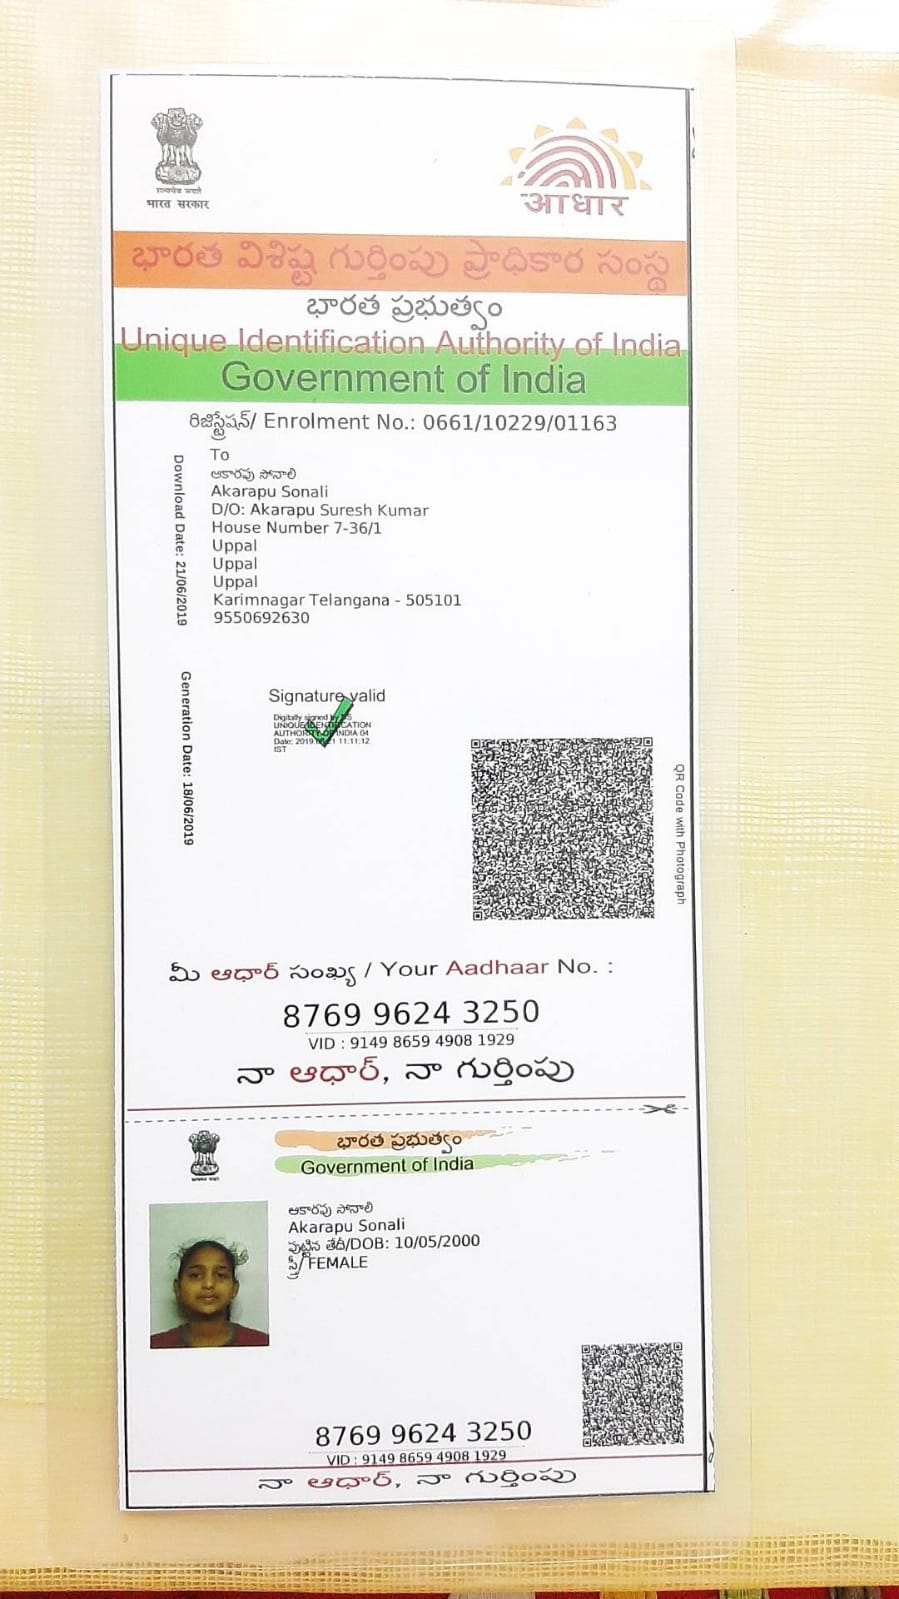 सत्यमेव जयते
भारत सरकार
आधार
భారత విశిష్ట గుర్తింపు ప్రాధికార సంస్థ
భారత ప్రభుత్వం
Unique Identification Authority of India
Government of India
రిజిస్ట్రేషన్/ Enrolment No.: 0661/10229/01163
Download Date: 21/06/2019
To
ఆకారపు సోనాలి
Akarapu Sonali
D/O: Akarapu Suresh Kumar
House Number 7-36/1
Uppal
Uppal
Uppal
Karimnagar Telangana - 505101
9550692630
Generation Date: 18/06/2019
Signature valid
Digitally signed by
UNIQUE IDENTIFICATION
AUTHORITY OF INDIA 04
Date: 2019 11:11:12
IST
QR Code with Photograph
మీ ఆధార్ సంఖ్య / Your Aadhaar No. :
8769 9624 3250
VID : 9149 8659 4908 1929
నా ఆధార్, నా గుర్తింపు
భారత ప్రభుత్వం
Government of India
ఆకారపు సోనాలి
Akarapu Sonali
పుట్టిన తేదీ/DOB: 10/05/2000
స్త్రీ/ FEMALE
8769 9624 3250
VID : 9149 8659 4908 1929
నా ఆధార్, నా గుర్తింపు